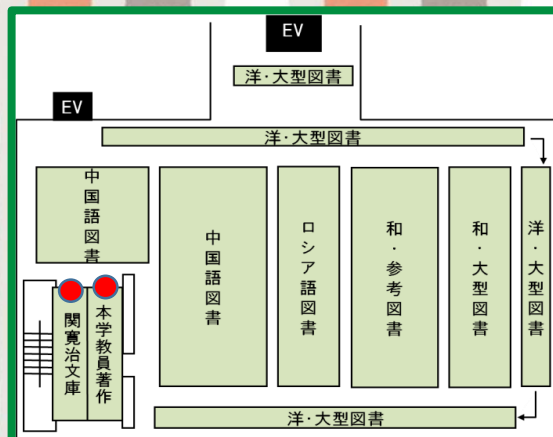 EV
洋・大型図書
EV
洋・大型図書
中国語図書
中国語図書
ロシア語図書
和・参考図書
和・大型図書
洋・大型図書
関寛治文庫
本学教員著作
洋・大型図書